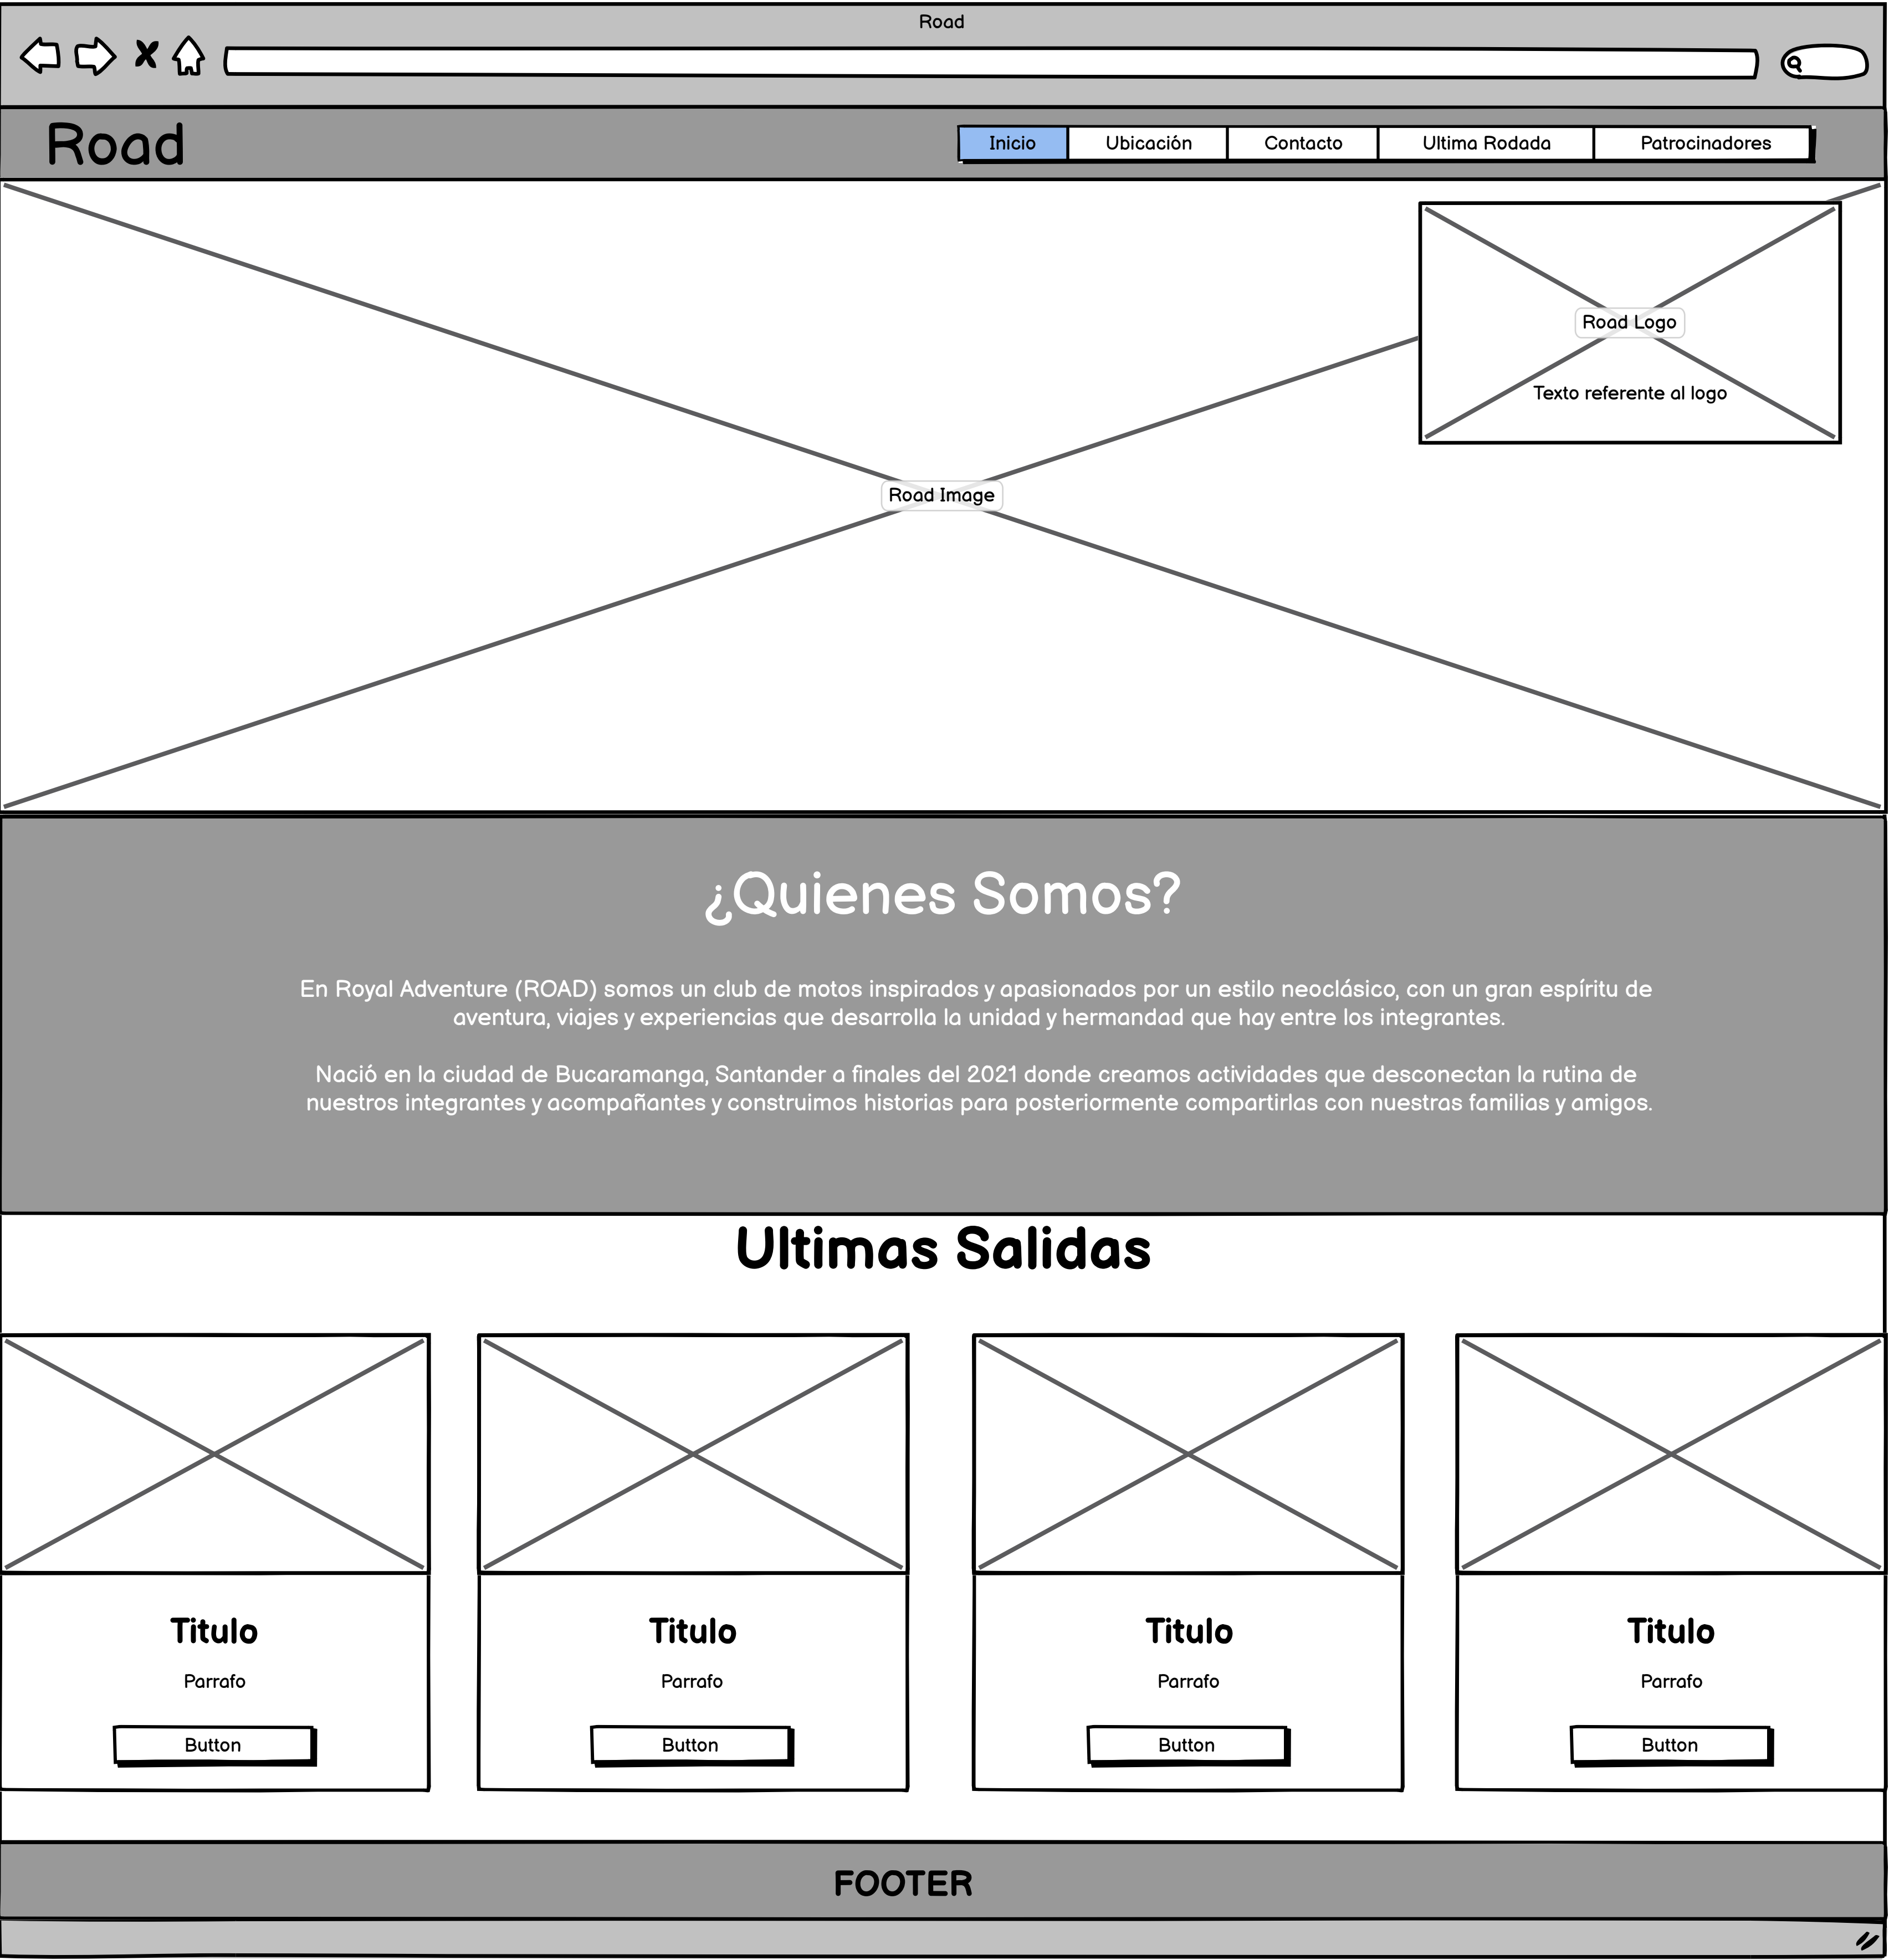 Road
Road
Inicio
Ubicación
Contacto
Ultima Rodada
Patrocinadores
Road Logo
Texto referente al logo
Road Image
¿Quienes Somos?
En Royal Adventure (ROAD) somos un club de motos inspirados y apasionados por un estilo neoclásico, con un gran espíritu de
aventura, viajes y experiencias que desarrolla la unidad y hermandad que hay entre los integrantes.
Nació en la ciudad de Bucaramanga, Santander a finales del 2021 donde creamos actividades que desconectan la rutina de
nuestros integrantes y acompañantes y construimos historias para posteriormente compartirlas con nuestras familias y amigos.
Ultimas Salidas
Titulo
Parrafo
Button
Titulo
Parrafo
Button
Titulo
Parrafo
Button
Titulo
Parrafo
Button
FOOTER